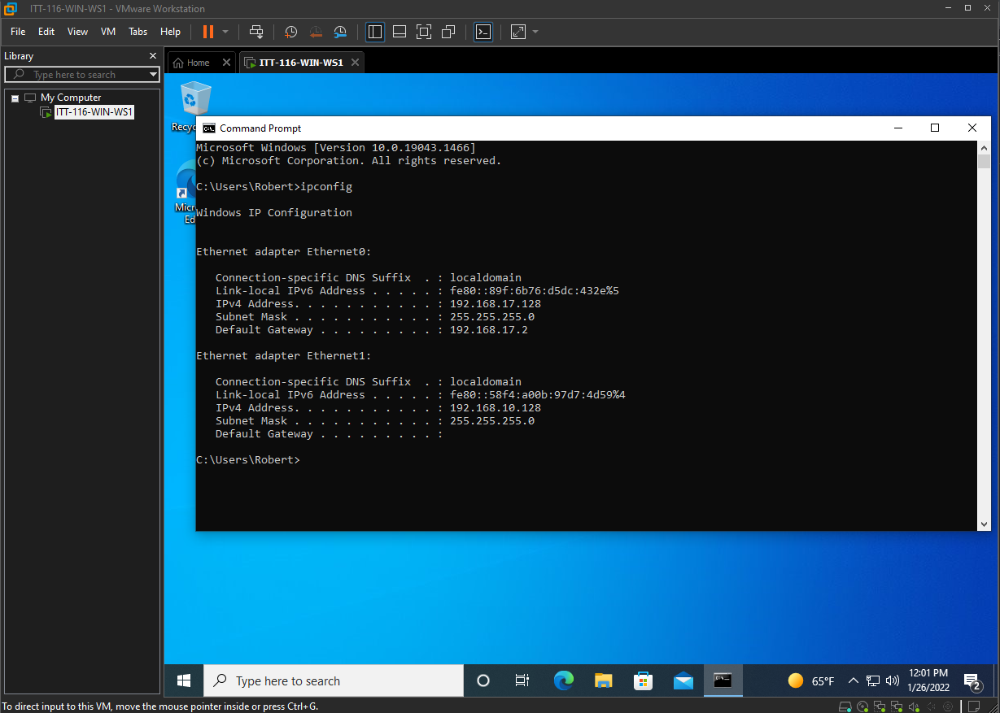 ITT-116-WIN-WS1 - VMware Workstation
File Edit View VM Tabs Help
Library
Home
ITT-116-WIN-WS1
Type here to search
My Computer
ITT-116-WIN-WS1
Recyc
Micr
Ed
Command Prompt
Microsoft Windows [Version 10.0.19043.1466]
(c) Microsoft Corporation. All rights reserved.
C:\Users\Robert>ipconfig
Windows IP Configuration
Ethernet adapter Ethernet0:
Connection-specific DNS Suffix  . : localdomain
Link-local IPv6 Address . . . . . : fe80::89f:6b76:d5dc:432e%5
IPv4 Address. . . . . . . . . . . : 192.168.17.128
Subnet Mask . . . . . . . . . . . : 255.255.255.0
Default Gateway . . . . . . . . . : 192.168.17.2
Ethernet adapter Ethernet1:
Connection-specific DNS Suffix  . : localdomain
Link-local IPv6 Address . . . . . : fe80::58f4:a00b:97d7:4d59%4
IPv4 Address. . . . . . . . . . . : 192.168.10.128
Subnet Mask . . . . . . . . . . . : 255.255.255.0
Default Gateway . . . . . . . . . :
C:\Users\Robert>
Type here to search
65°F
12:01 PM
1/26/2022
2
To direct input to this VM, move the mouse pointer inside or press Ctrl+G.